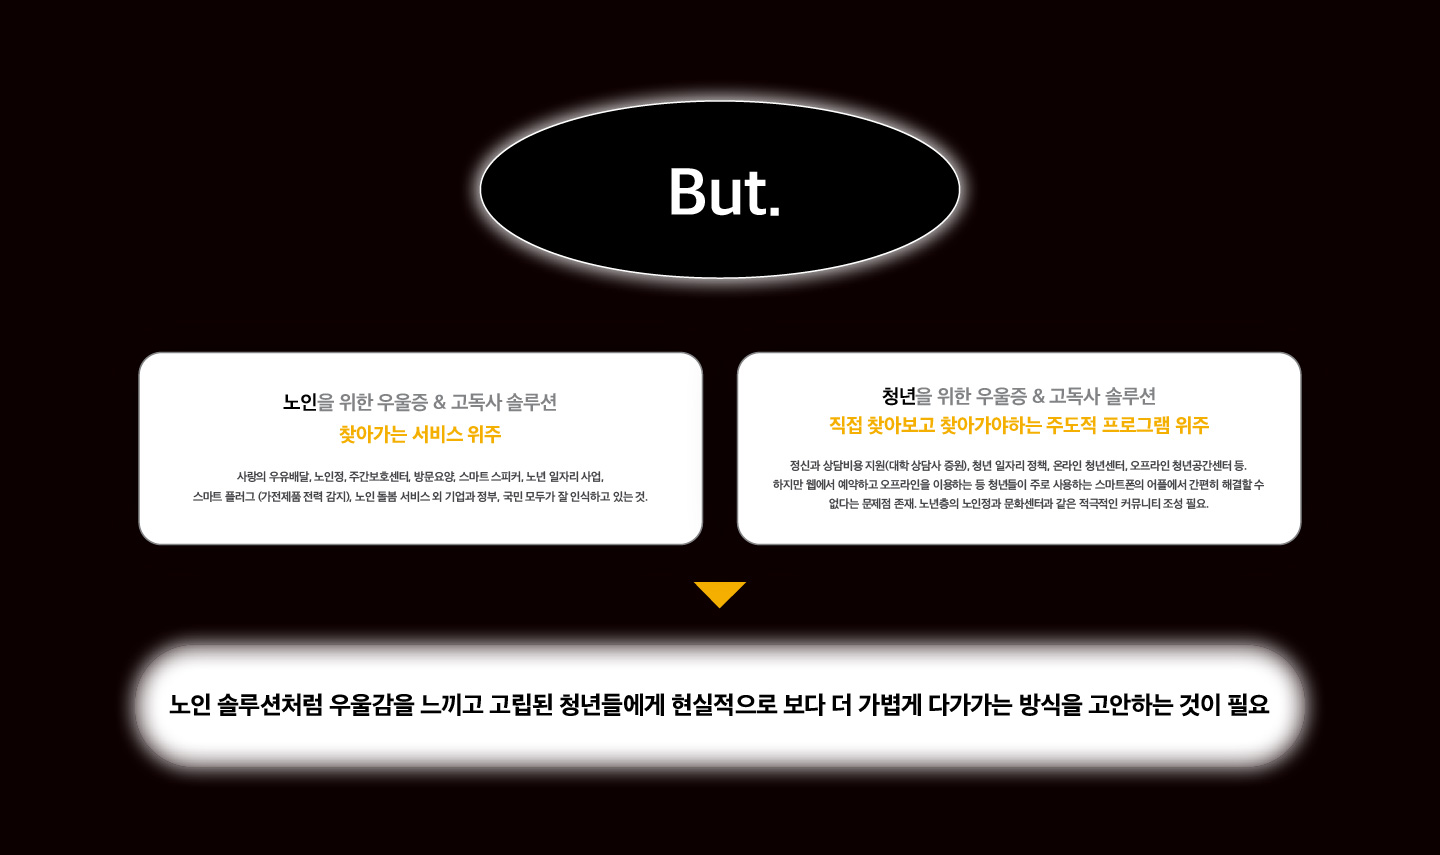 But.
노인을 위한 우울증 & 고독사 솔루션
찾아가는 서비스 위주
사랑의 우유배달, 노인정, 주간보호센터, 방문요양, 스마트 스피커, 노년 일자리 사업,
스마트 플러그 (가전제품 전력 감지), 노인 돌봄 서비스 외 기업과 정부, 국민 모두가 잘 인식하고 있는 것.
청년을 위한 우울증 & 고독사 솔루션
직접 찾아보고 찾아가야하는 주도적 프로그램 위주
정신과 상담비용 지원(대학 상담사 증원), 청년 일자리 정책, 온라인 청년센터, 오프라인 청년공간센터 등.
하지만 웹에서 예약하고 오프라인을 이용하는 등 청년들이 주로 사용하는 스마트폰의 어플에서 간편히 해결할 수
없다는 문제점 존재. 노년층의 노인정과 문화센터과 같은 적극적인 커뮤니티 조성 필요.
노인 솔루션처럼 우울감을 느끼고 고립된 청년들에게 현실적으로 보다 더 가볍게 다가가는 방식을 고안하는 것이 필요